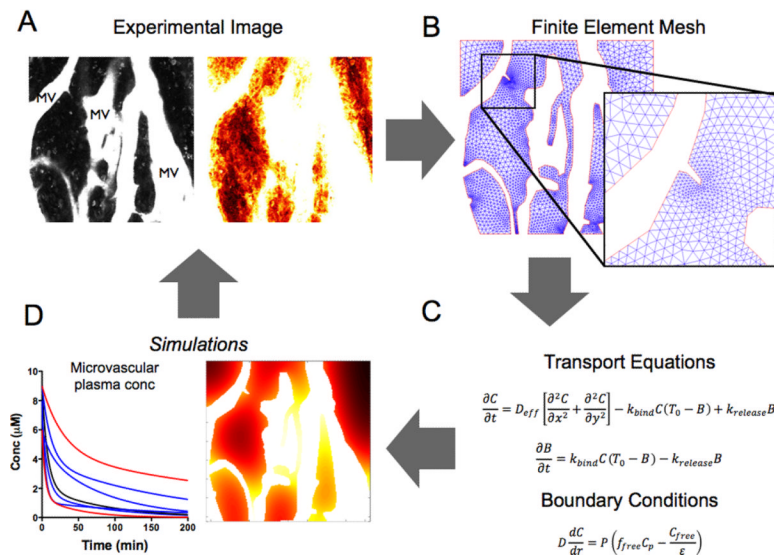 A
Experimental Image
MV
MV
MV
B
Finite Element Mesh
C
Transport Equations
∂C/∂t = D_eff [∂²C/∂x² + ∂²C/∂y²] − k_bind C(T₀ − B) + k_release B
∂B/∂t = k_bind C(T₀ − B) − k_release B
Boundary Conditions
D dC/dr = P (f_free C_p − C_free/ε)
D
Simulations
Microvascular
plasma conc
Conc (μM)
10
8
6
4
2
0
0 50 100 150 200
Time (min)